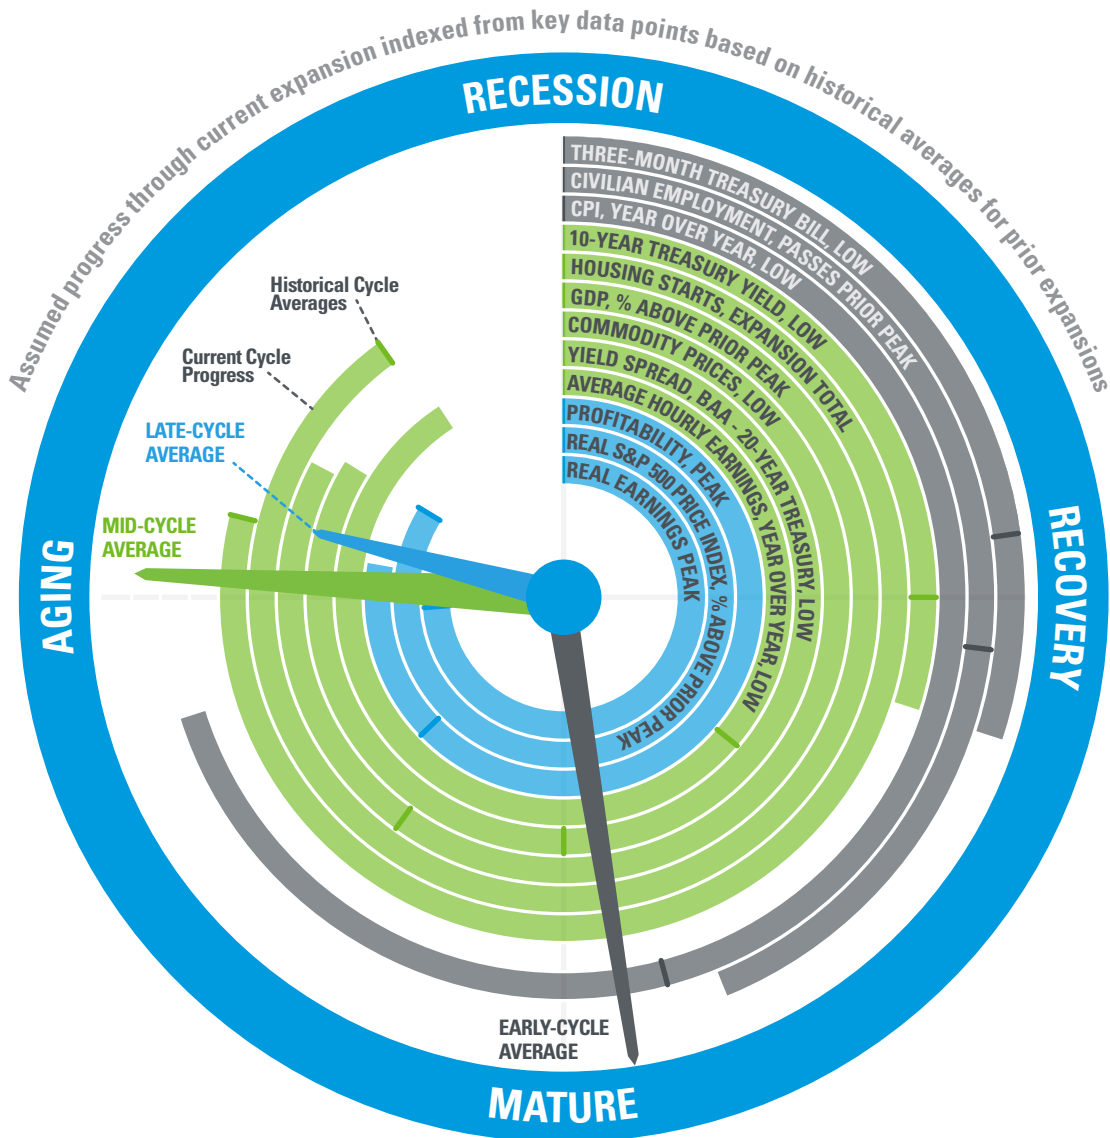 Assumed progress through current expansion indexed from key data points based on historical averages for prior expansions
RECESSION
THREE-MONTH TREASURY BILL, LOW
CIVILIAN EMPLOYMENT, PASSES PRIOR PEAK
CPI, YEAR OVER YEAR, LOW
10-YEAR TREASURY YIELD, LOW
HOUSING STARTS, EXPANSION TOTAL
GDP, % ABOVE PRIOR PEAK
COMMODITY PRICES, LOW
YIELD SPREAD, BAA - 20-YEAR TREASURY, LOW
AVERAGE HOURLY EARNINGS, YEAR OVER YEAR, LOW
PROFITABILITY, PEAK
REAL S&P 500 PRICE INDEX, % ABOVE PRIOR PEAK
REAL EARNINGS PEAK
Historical Cycle
Averages
Current Cycle
Progress
LATE-CYCLE
AVERAGE
MID-CYCLE
AVERAGE
AGING
RECOVERY
EARLY-CYCLE
AVERAGE
MATURE